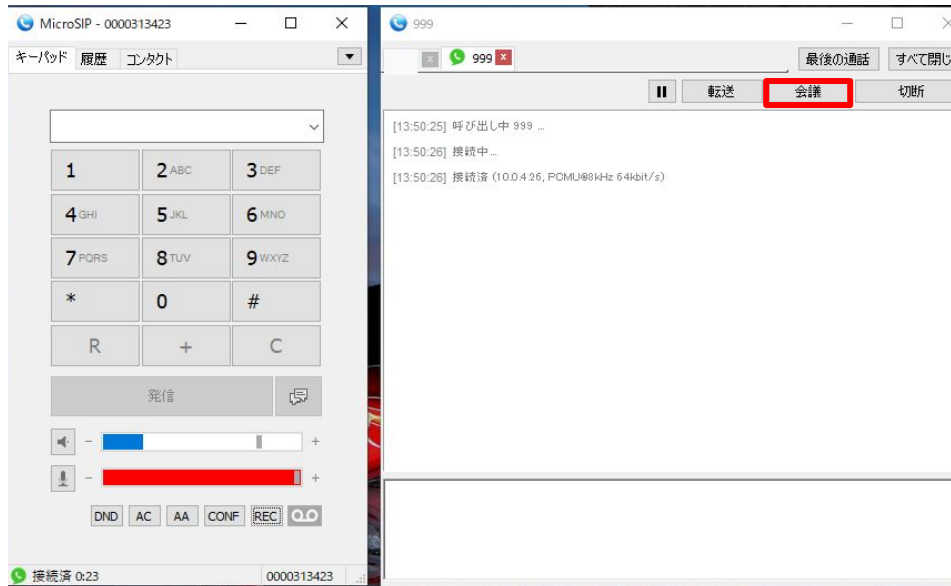 MicroSIP - 0000313423
キーパッド 履歴 コンタクト
1
2 ABC
3 DEF
4 GHI
5 JKL
6 MNO
7 PQRS
8 TUV
9 WXYZ
*
0
#
R
+
C
発信
- +
- +
DND AC AA CONF REC
接続済 0:23
0000313423
999
999
最後の通話 すべて閉じ
転送 会議 切断
[13:50:25] 呼び出し中 999 ...
[13:50:26] 接続中...
[13:50:26] 接続済 (10.0.4.26, PCMU@8kHz 64kbit/s)